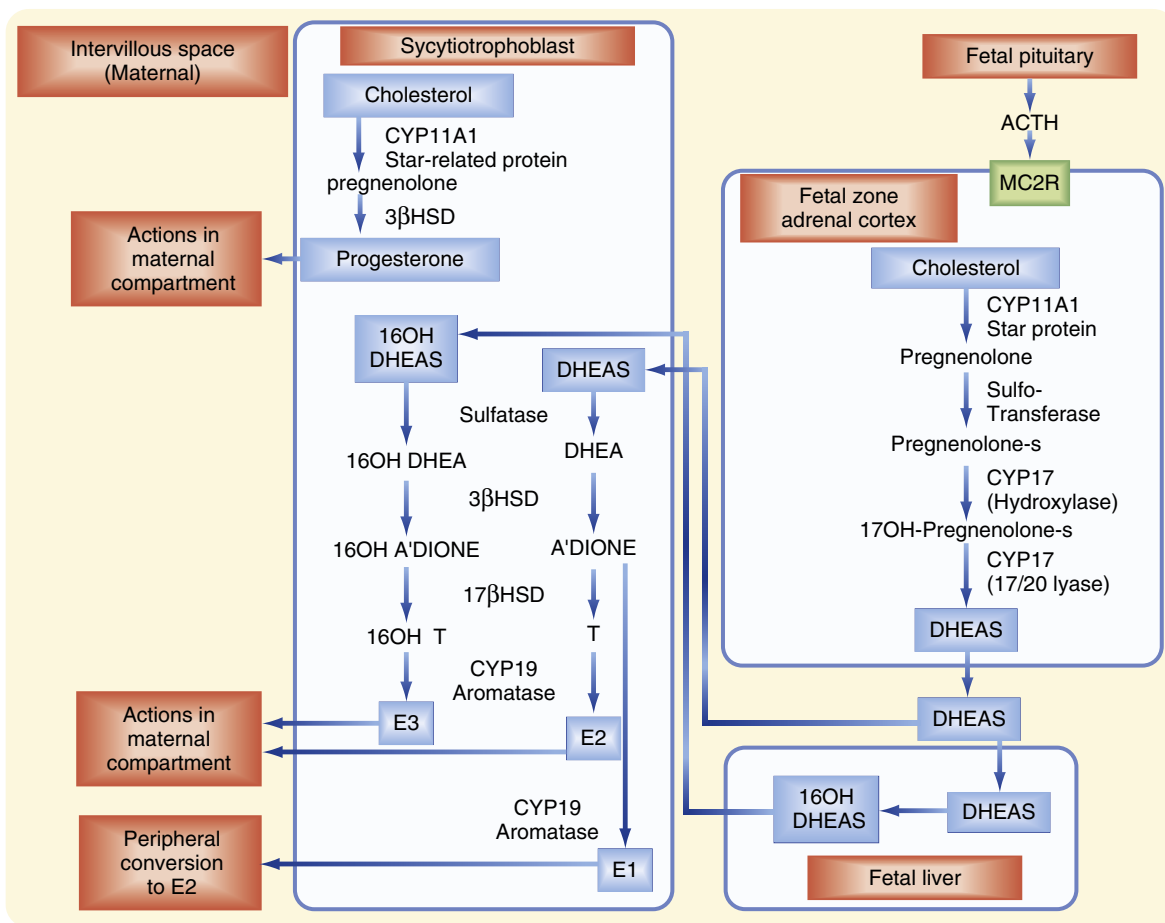 Intervillous space
(Maternal)
Sycytiotrophoblast
Cholesterol
CYP11A1
Star-related protein
pregnenolone
3βHSD
Progesterone
Actions in
maternal
compartment
16OH
DHEAS
DHEAS
Sulfatase
16OH DHEA
DHEA
3βHSD
16OH A'DIONE
A'DIONE
17βHSD
16OH T
T
CYP19
Aromatase
E3
E2
Actions in
maternal
compartment
CYP19
Aromatase
E1
Peripheral
conversion
to E2
Fetal pituitary
ACTH
MC2R
Fetal zone
adrenal cortex
Cholesterol
CYP11A1
Star protein
Pregnenolone
Sulfo-
Transferase
Pregnenolone-s
CYP17
(Hydroxylase)
17OH-Pregnenolone-s
CYP17
(17/20 lyase)
DHEAS
DHEAS
16OH
DHEAS
DHEAS
Fetal liver